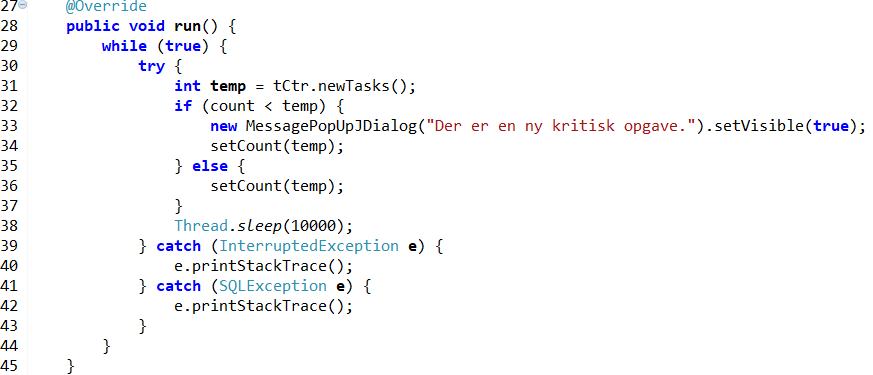 27 @Override
28 public void run() {
29 while (true) {
30 try {
31 int temp = tCtr.newTasks();
32 if (count < temp) {
33 new MessagePopUpJDialog("Der er en ny kritisk opgave.").setVisible(true);
34 setCount(temp);
35 } else {
36 setCount(temp);
37 }
38 Thread.sleep(10000);
39 } catch (InterruptedException e) {
40 e.printStackTrace();
41 } catch (SQLException e) {
42 e.printStackTrace();
43 }
44 }
45 }